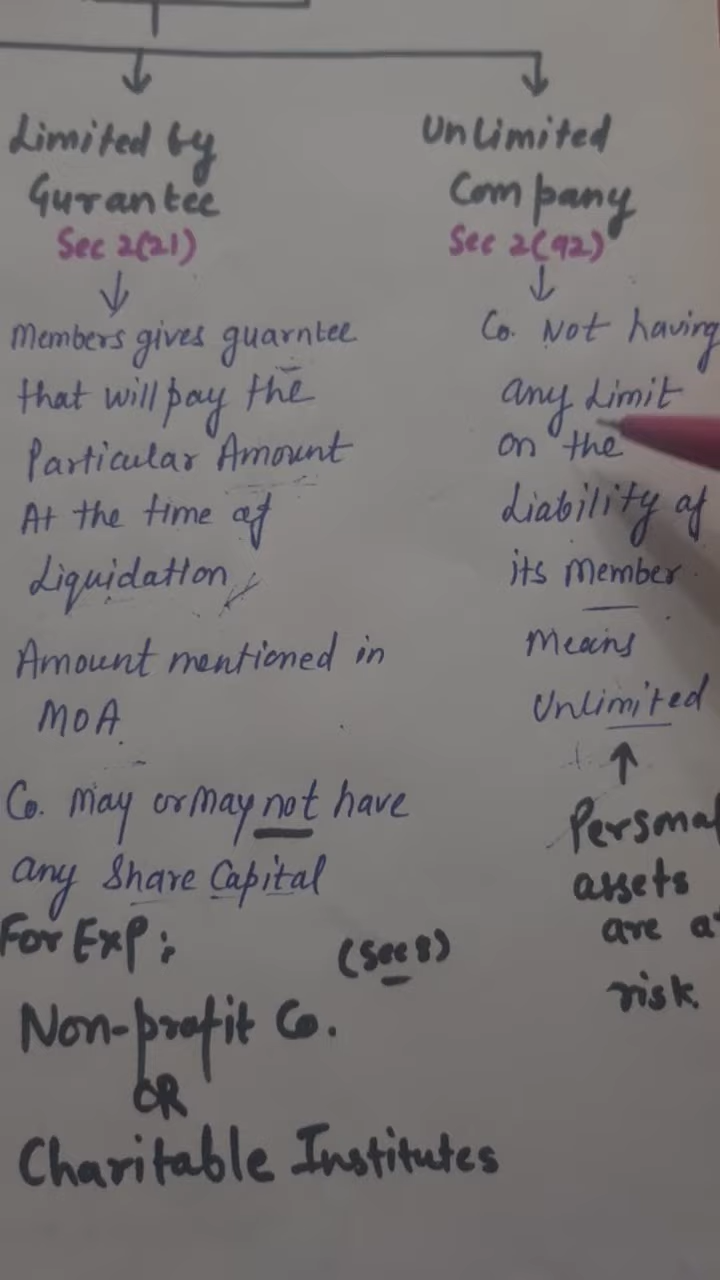 Limited by
Gurantee
Sec 2(21)
Members gives guarntee
that will pay the
Particular Amount
At the time of
Liquidation
Amount mentioned in
MOA
Co. may or may not have
any Share Capital
For Exp:
(Sec 8)
Non-profit Co.
OR
Charitable Institutes
Unlimited
Company
Sec 2(92)
Co. Not having
any Limit
on the
Liability of
its Member
Means
Unlimited
Persona
assets
are a
risk.